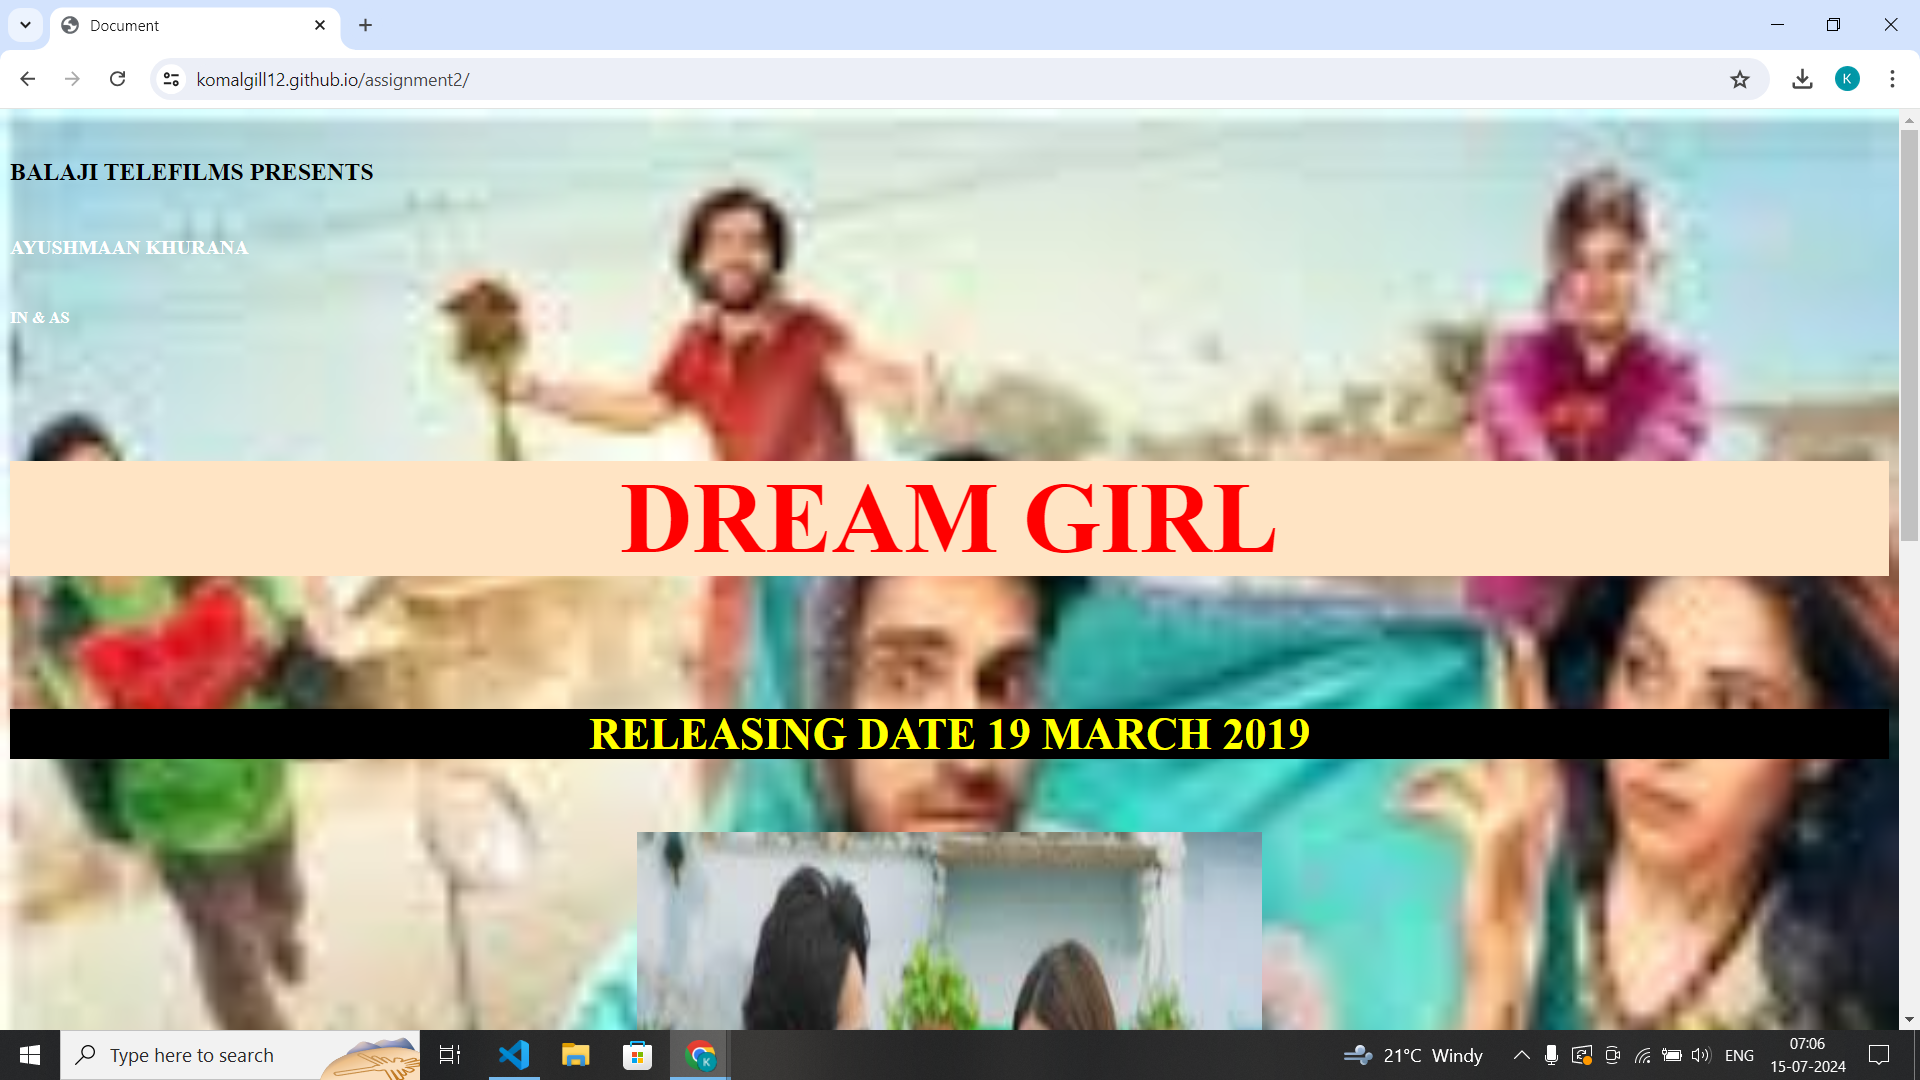 Document
komalgill12.github.io/assignment2/
K
BALAJI TELEFILMS PRESENTS
AYUSHMAAN KHURANA
IN & AS
DREAM GIRL
RELEASING DATE 19 MARCH 2019
Type here to search
K
21°C Windy
ENG
07:06
15-07-2024